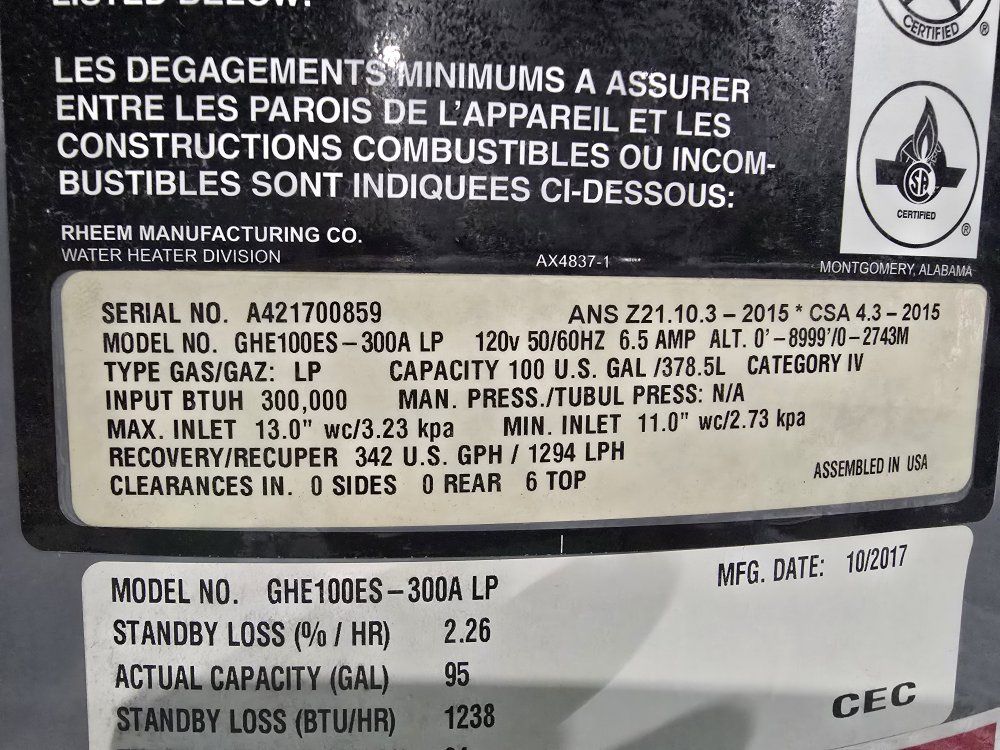 LISTED BELOW:
LES DEGAGEMENTS MINIMUMS A ASSURER
ENTRE LES PAROIS DE L'APPAREIL ET LES
CONSTRUCTIONS COMBUSTIBLES OU INCOM-
BUSTIBLES SONT INDIQUEES CI-DESSOUS:
CERTIFIED
®
CERTIFIED
®
RHEEM MANUFACTURING CO.
WATER HEATER DIVISION AX4837-1 MONTGOMERY, ALABAMA
SERIAL NO. A421700859 ANS Z21.10.3 – 2015 * CSA 4.3 – 2015
MODEL NO. GHE100ES – 300A LP 120v 50/60HZ 6.5 AMP ALT. 0' – 8999'/0 – 2743M
TYPE GAS/GAZ: LP CAPACITY 100 U.S. GAL /378.5L CATEGORY IV
INPUT BTUH 300,000 MAN. PRESS./TUBUL PRESS: N/A
MAX. INLET 13.0" wc/3.23 kpa MIN. INLET 11.0" wc/2.73 kpa
RECOVERY/RECUPER 342 U.S. GPH / 1294 LPH
CLEARANCES IN. 0 SIDES 0 REAR 6 TOP ASSEMBLED IN USA
MODEL NO. GHE100ES – 300A LP MFG. DATE: 10/2017
STANDBY LOSS (% / HR) 2.26
ACTUAL CAPACITY (GAL) 95
STANDBY LOSS (BTU/HR) 1238
CEC